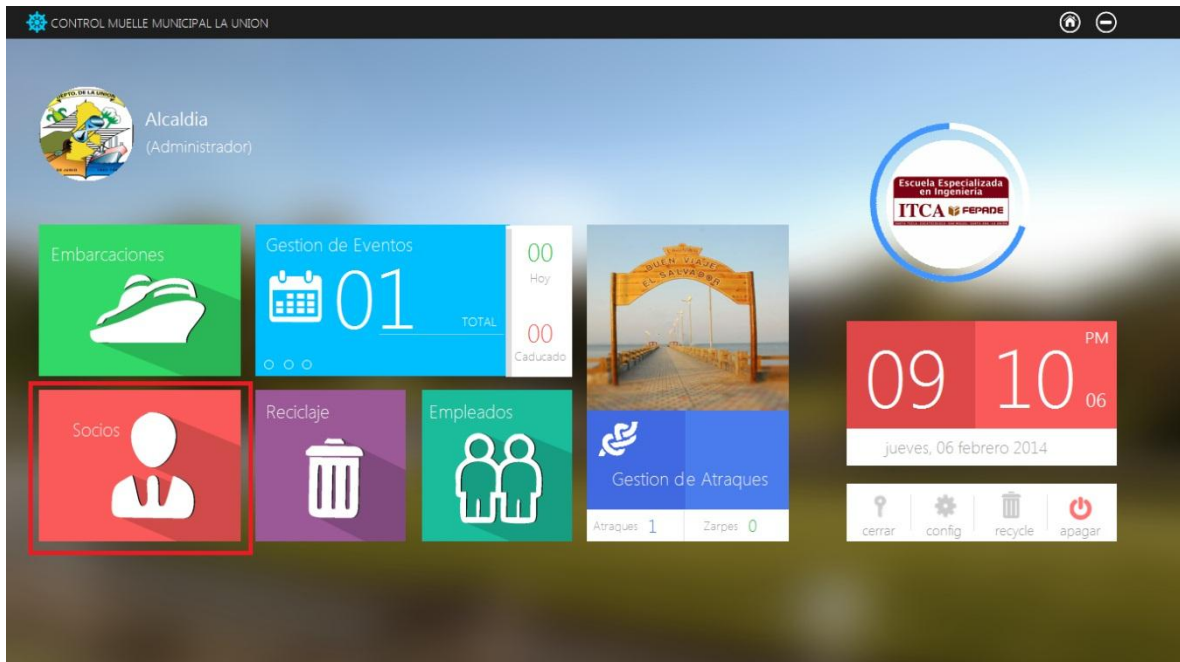 CONTROL MUELLE MUNICIPAL LA UNION
Alcaldia
(Administrador)
Escuela Especializada
en Ingeniería
ITCA FEPADE
Embarcaciones
Gestion de Eventos
01
TOTAL
00
Hoy
00
Caducado
BUEN VIAJE
EL SALVADOR
Socios
Reciclaje
Empleados
Gestion de Atraques
Atraques 1
Zarpes 0
09 10 PM
06
jueves, 06 febrero 2014
cerrar
config
recycle
apagar